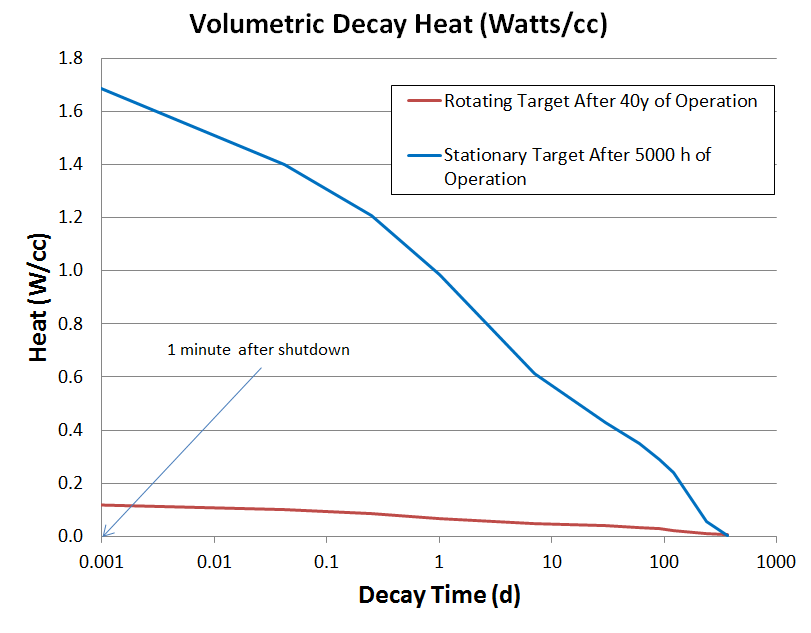 Volumetric Decay Heat (Watts/cc)
1.8
1.6
1.4
1.2
1.0
0.8
0.6
0.4
0.2
0.0
Heat (W/cc)
Rotating Target After 40y of Operation
Stationary Target After 5000 h of
Operation
1 minute after shutdown
0.001
0.01
0.1
1
10
100
1000
Decay Time (d)